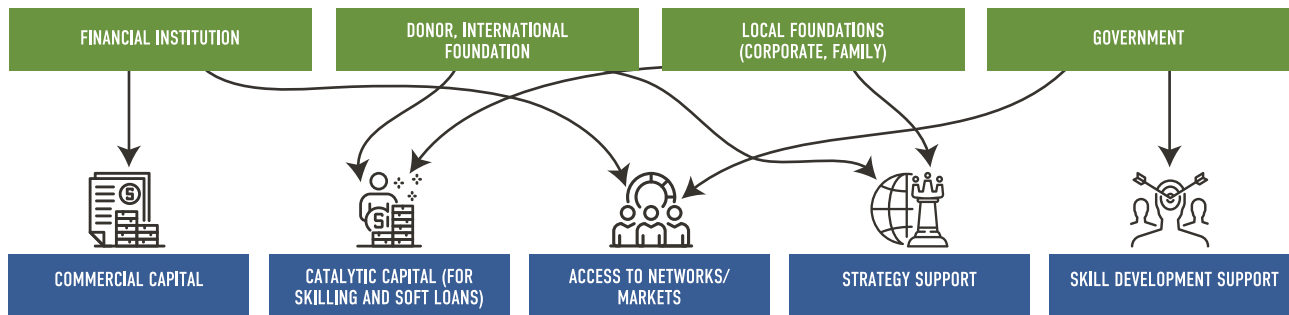 FINANCIAL INSTITUTION
DONOR, INTERNATIONAL
FOUNDATION
LOCAL FOUNDATIONS
(CORPORATE, FAMILY)
GOVERNMENT
COMMERCIAL CAPITAL
CATALYTIC CAPITAL (FOR
SKILLING AND SOFT LOANS)
ACCESS TO NETWORKS/
MARKETS
STRATEGY SUPPORT
SKILL DEVELOPMENT SUPPORT